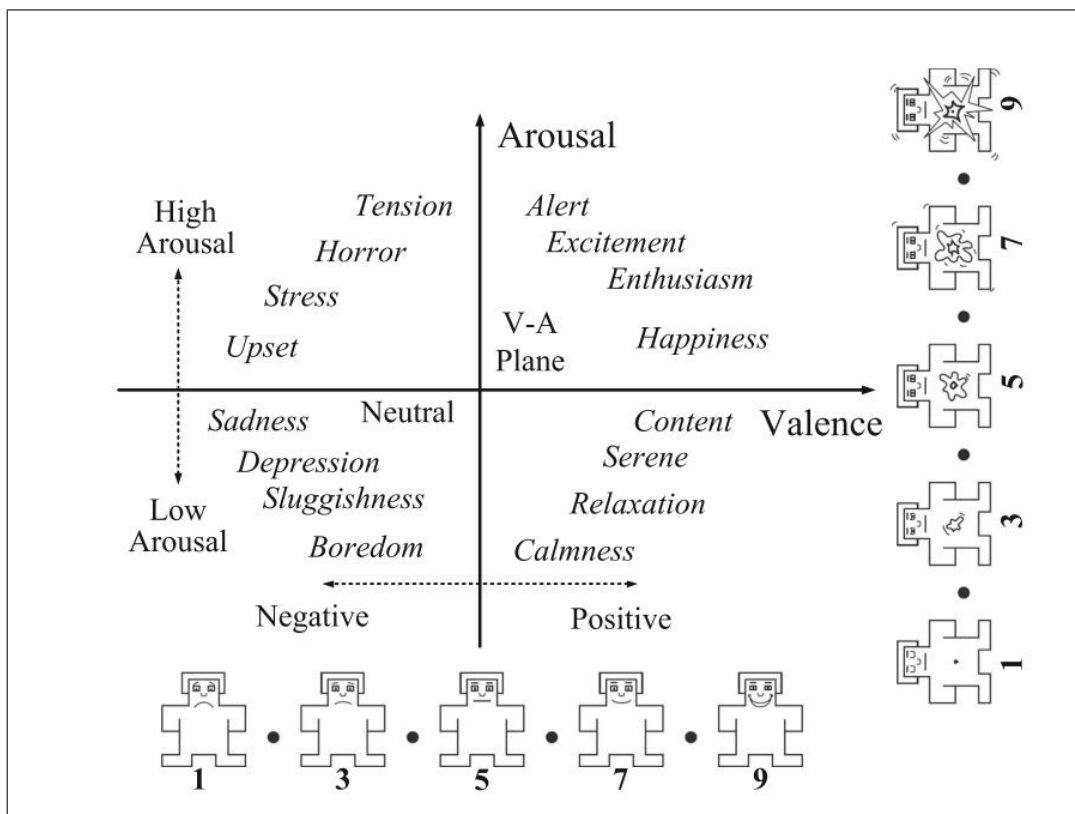 Arousal
High
Arousal
Tension
Alert
Horror
Excitement
Stress
Enthusiasm
Upset
V-A
Plane
Happiness
Neutral
Valence
Sadness
Content
Depression
Serene
Sluggishness
Relaxation
Low
Arousal
Boredom
Calmness
Negative
Positive
1
3
5
7
9
9
7
5
3
1